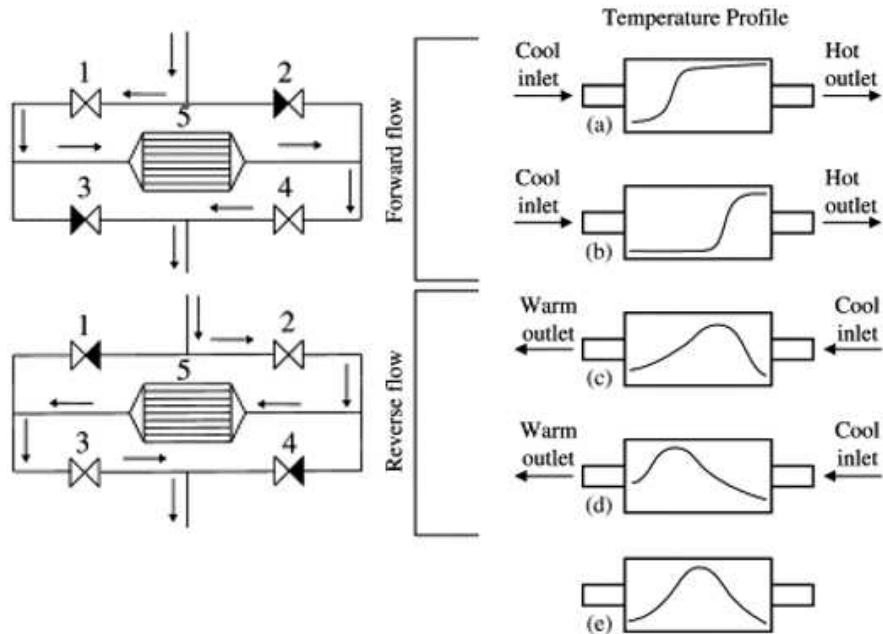 Temperature Profile
1
2
5
3
4
Forward flow
Cool
inlet
Hot
outlet
(a)
Cool
inlet
Hot
outlet
(b)
1
2
5
3
4
Reverse flow
Warm
outlet
Cool
inlet
(c)
Warm
outlet
Cool
inlet
(d)
(e)